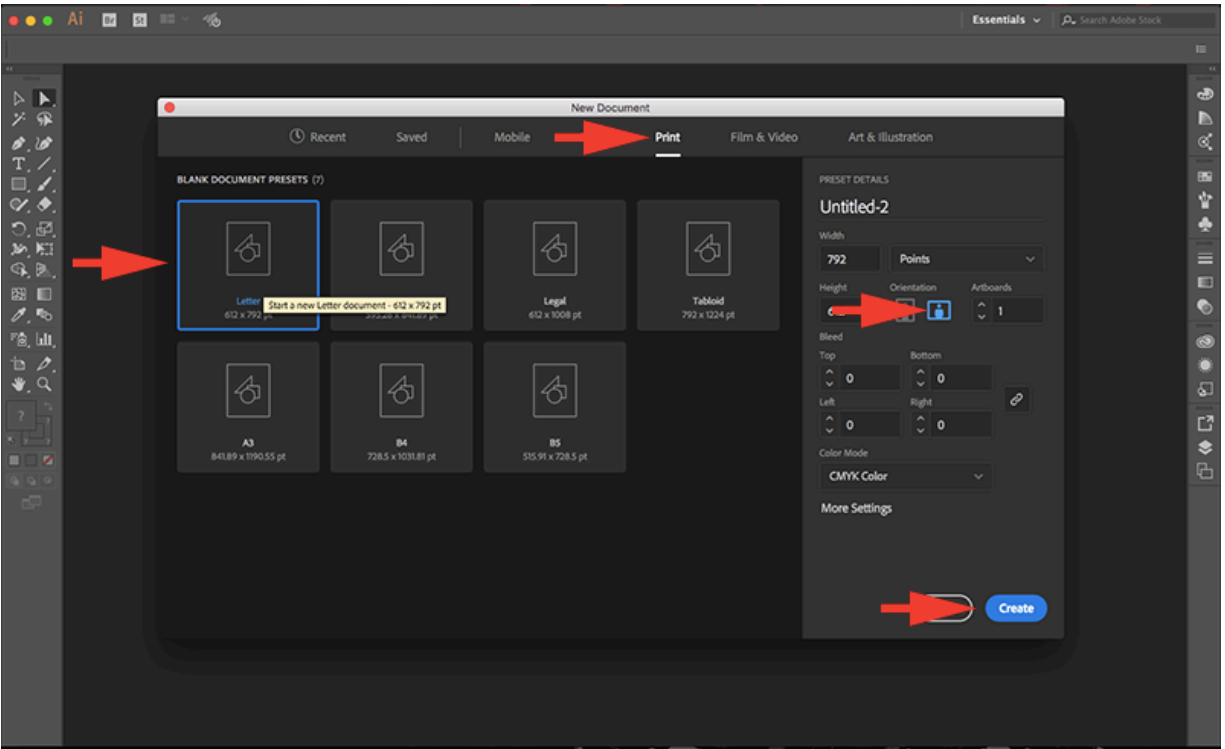 Ai Br St Essentials Search Adobe Stock
New Document
Recent Saved Mobile Print Film & Video Art & Illustration
BLANK DOCUMENT PRESETS (7)
PRESET DETAILS
Untitled-2
Width
792 Points
Height Orientation Artboards
1
Letter
612 x 792 pt
Start a new Letter document - 612 x 792 pt
Legal
612 x 1008 pt
Tabloid
792 x 1224 pt
Bleed
Top Bottom
0 0
Left Right
0 0
A3
841.89 x 1190.55 pt
B4
728.5 x 1031.81 pt
B5
515.91 x 728.5 pt
Color Mode
CMYK Color
More Settings
Create